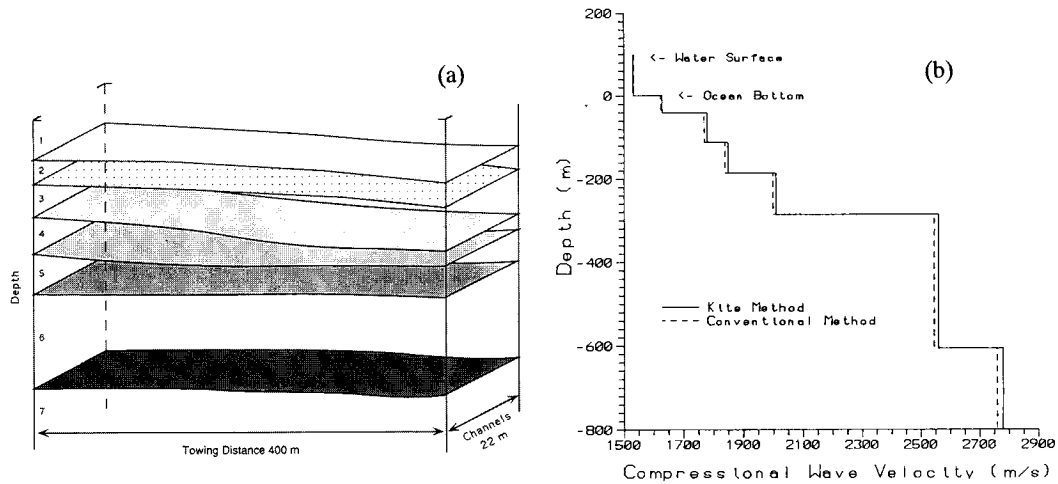 (a)
1
2
3
4
5
6
7
Depth
Towing Distance 400 m
Channels
22 m
(b)
200
100
0
-200
-400
-600
-800
Depth (m)
<- Water Surface
<- Ocean Bottom
Kite Method
Conventional Method
1500 1700 1900 2100 2300 2500 2700 2900
Compressional Wave Velocity (m/s)